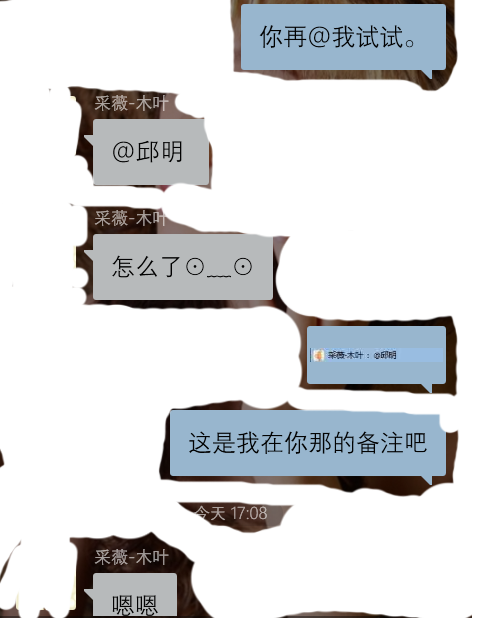 你再@我试试。
采薇-木叶
@邱明
采薇-木叶
怎么了⊙﹏⊙
采薇-木叶：@邱明
这是我在你那的备注吧
今天 17:08
采薇-木叶
嗯嗯